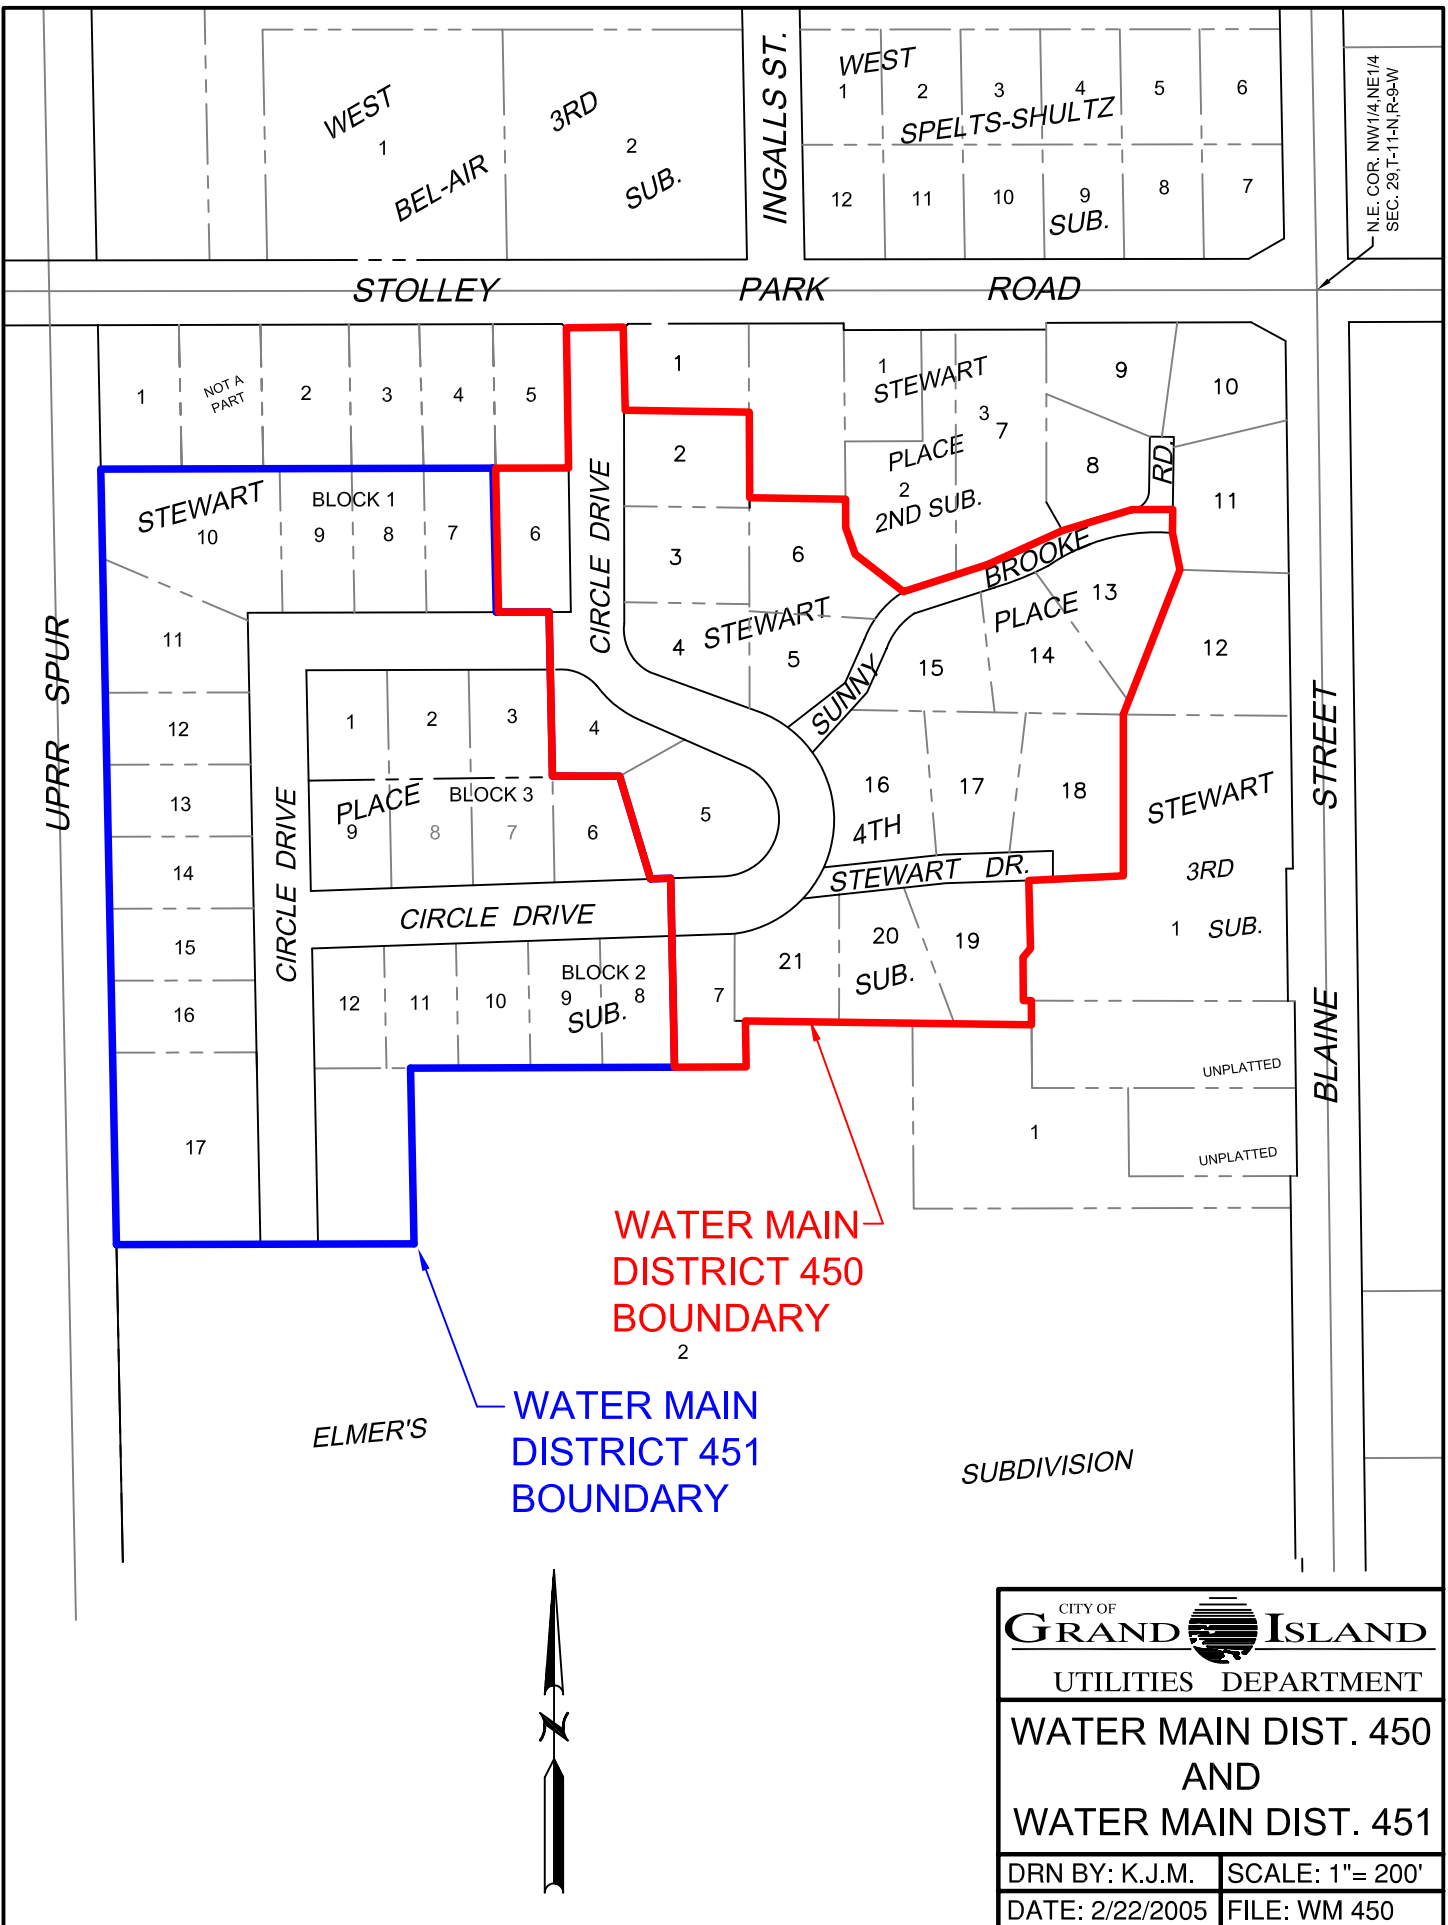 WEST
1
BEL-AIR
3RD
2
SUB.
INGALLS ST.
WEST
1
2
3
4
5
6
SPELTS-SHULTZ
12
11
10
9
8
7
SUB.
N.E. COR. NW1/4,NE1/4
SEC. 29,T-11-N,R-9-W
STOLLEY PARK ROAD
1
NOT A
PART
2
3
4
5
1
1
STEWART
3
7
PLACE
2
2ND SUB.
9
10
8
RD.
11
STEWART
10
BLOCK 1
9
8
7
6
CIRCLE DRIVE
2
3
6
4
STEWART
5
BROOKE
PLACE
13
12
11
15
14
SUNNY
UPRR SPUR
12
13
14
15
16
17
1
2
3
4
PLACE
BLOCK 3
9
8
7
6
5
CIRCLE DRIVE
CIRCLE DRIVE
16
17
18
4TH
STEWART DR.
STEWART
3RD
1
SUB.
BLAINE STREET
12
11
10
BLOCK 2
9
8
SUB.
7
21
20
19
SUB.
UNPLATTED
1
UNPLATTED
WATER MAIN
DISTRICT 450
BOUNDARY
2
WATER MAIN
DISTRICT 451
BOUNDARY
ELMER'S
SUBDIVISION
N
CITY OF
GRAND ISLAND
UTILITIES DEPARTMENT
WATER MAIN DIST. 450
AND
WATER MAIN DIST. 451
DRN BY: K.J.M.
SCALE: 1"= 200'
DATE: 2/22/2005
FILE: WM 450